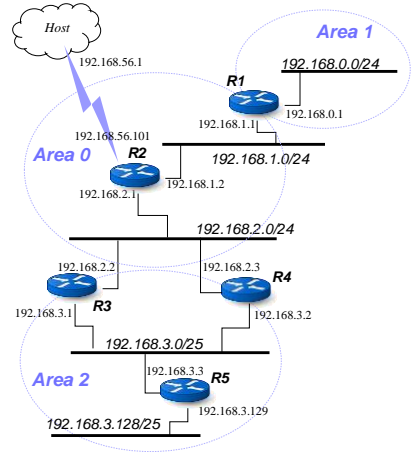 Host
Area 1
192.168.56.1
192.168.0.0/24
R1
192.168.0.1
192.168.1.1
192.168.56.101
Area 0
R2
192.168.1.0/24
192.168.1.2
192.168.2.1
192.168.2.0/24
192.168.2.2
192.168.2.3
R4
R3
192.168.3.1
192.168.3.2
192.168.3.0/25
192.168.3.3
R5
Area 2
192.168.3.129
192.168.3.128/25